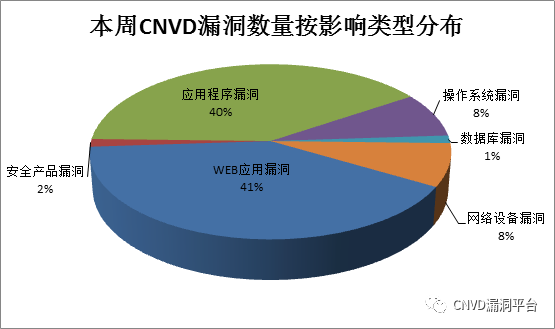 本周CNVD漏洞数量按影响类型分布
应用程序漏洞
40%
操作系统漏洞
8%
数据库漏洞
1%
安全产品漏洞
2%
WEB应用漏洞
41%
网络设备漏洞
8%
CNVD漏洞平台